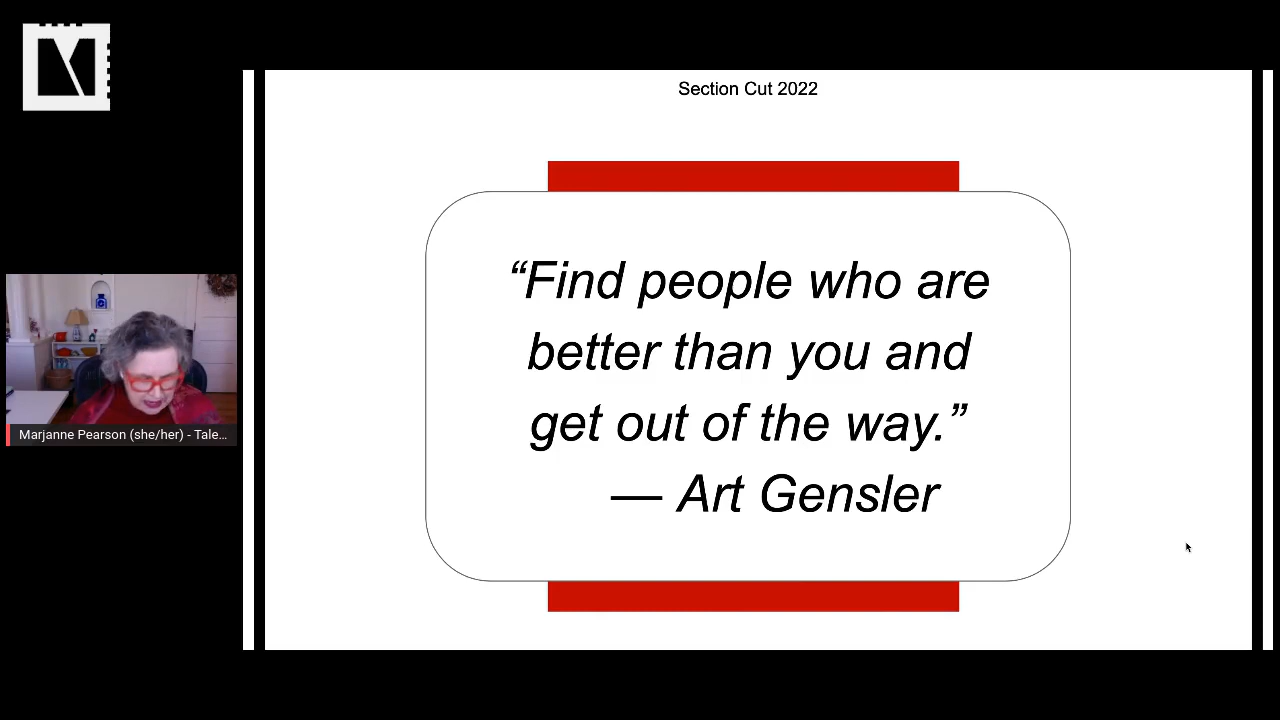 Section Cut 2022
“Find people who are
better than you and
get out of the way.”
— Art Gensler
Marjanne Pearson (she/her) - Tale...